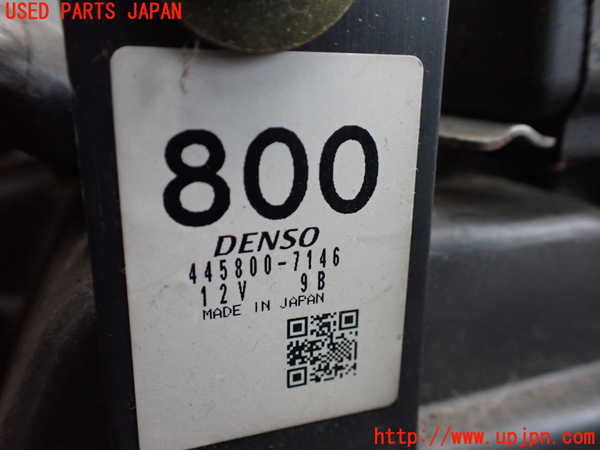 USED PARTS JAPAN
800
DENSO
445800-7146
12V 9B
MADE IN JAPAN
http://www.upjpn.com/